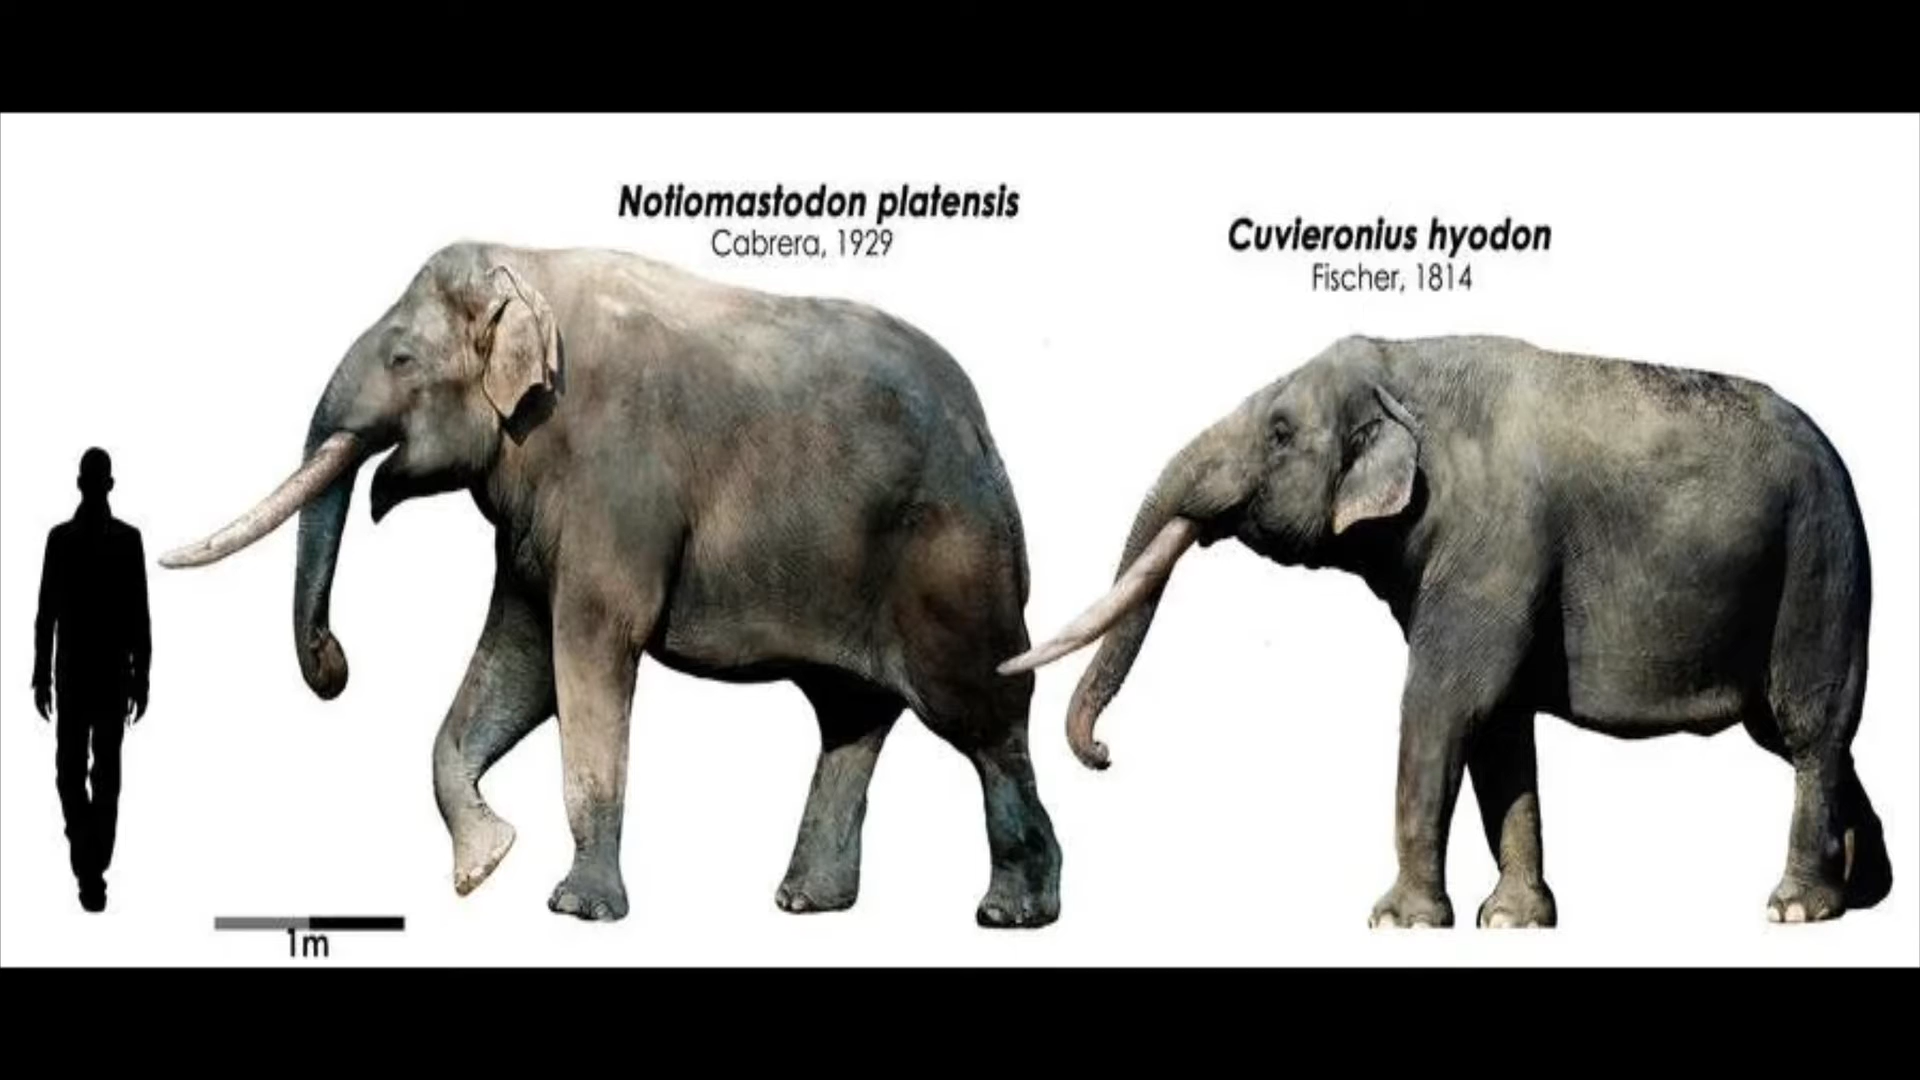 Notiomastodon platensis
Cabrera, 1929
Cuvieronius hyodon
Fischer, 1814
1m